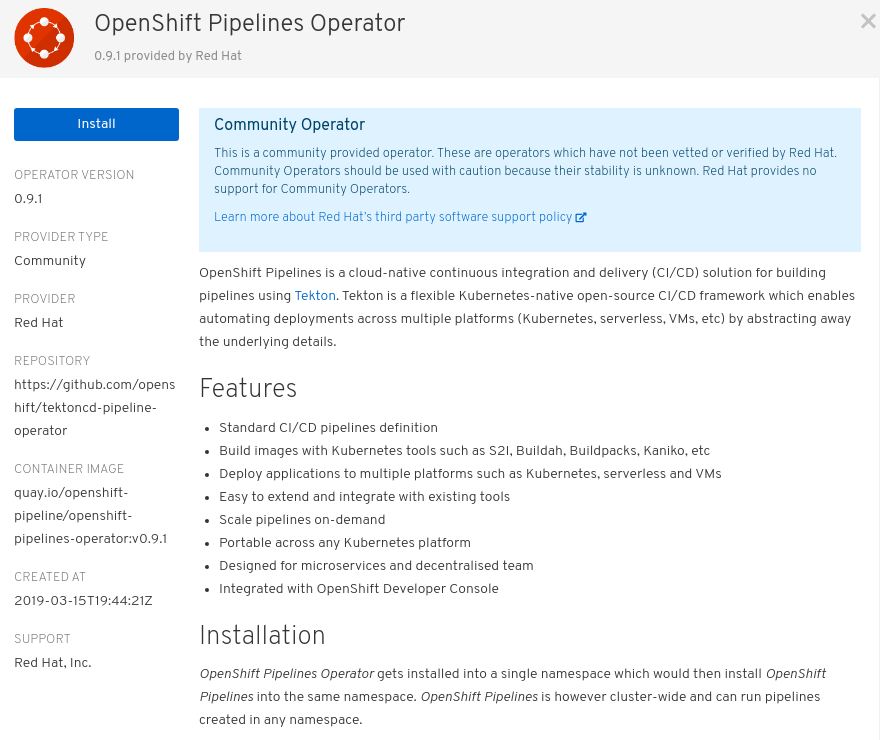 OpenShift Pipelines Operator
0.9.1 provided by Red Hat
Install
OPERATOR VERSION
0.9.1
PROVIDER TYPE
Community
PROVIDER
Red Hat
REPOSITORY
https://github.com/opens
hift/tektoncd-pipeline-
operator
CONTAINER IMAGE
quay.io/openshift-
pipeline/openshift-
pipelines-operator:v0.9.1
CREATED AT
2019-03-15T19:44:21Z
SUPPORT
Red Hat, Inc.
Community Operator
This is a community provided operator. These are operators which have not been vetted or verified by Red Hat.
Community Operators should be used with caution because their stability is unknown. Red Hat provides no
support for Community Operators.
Learn more about Red Hat's third party software support policy
OpenShift Pipelines is a cloud-native continuous integration and delivery (CI/CD) solution for building
pipelines using Tekton. Tekton is a flexible Kubernetes-native open-source CI/CD framework which enables
automating deployments across multiple platforms (Kubernetes, serverless, VMs, etc) by abstracting away
the underlying details.
Features
• Standard CI/CD pipelines definition
• Build images with Kubernetes tools such as S2I, Buildah, Buildpacks, Kaniko, etc
• Deploy applications to multiple platforms such as Kubernetes, serverless and VMs
• Easy to extend and integrate with existing tools
• Scale pipelines on-demand
• Portable across any Kubernetes platform
• Designed for microservices and decentralised team
• Integrated with OpenShift Developer Console
Installation
OpenShift Pipelines Operator gets installed into a single namespace which would then install OpenShift
Pipelines into the same namespace. OpenShift Pipelines is however cluster-wide and can run pipelines
created in any namespace.